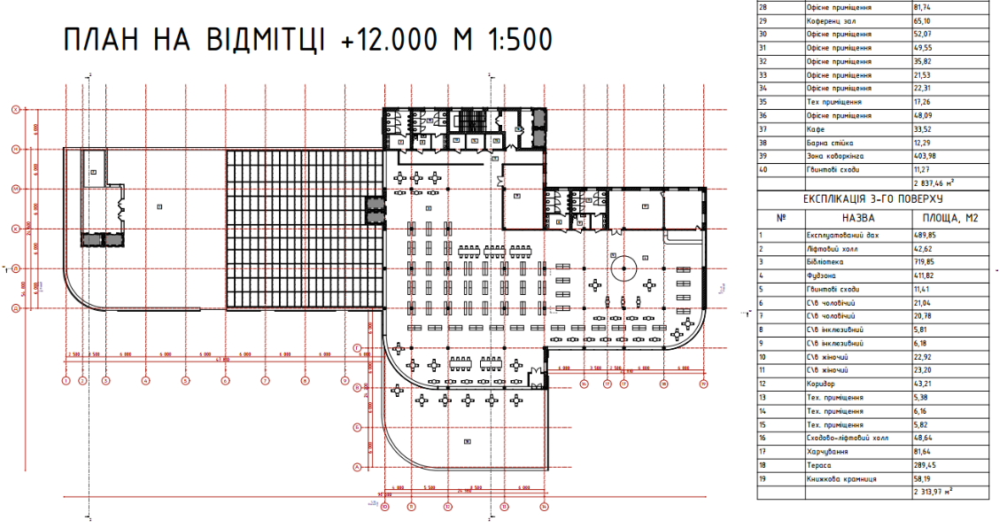 ПЛАН НА ВІДМІТЦІ +12.000 М 1:500
28 Офісне приміщення 81,74
29 Коференц зал 65,10
30 Офісне приміщення 52,07
31 Офісне приміщення 49,55
32 Офісне приміщення 35,82
33 Офісне приміщення 21,53
34 Офісне приміщення 22,31
35 Тех приміщення 17,26
36 Офісне приміщення 48,09
37 Кафе 33,52
38 Барна стійка 12,29
39 Зона коворкінга 403,98
40 Гвинтові сходи 11,27
2 837,46 м²
ЕКСПЛІКАЦІЯ 3-ГО ПОВЕРХУ
№ НАЗВА ПЛОЩА, М2
1 Експлуатований дах 489,85
2 Ліфтовий холл 42,62
3 Бібліотека 719,85
4 Фудзона 411,82
5 Гвинтові сходи 11,41
6 С\в чоловічий 21,04
7 С\в чоловічий 20,78
8 С\в інклюзивний 5,81
9 С\в інклюзивний 6,18
10 С\в жіночий 22,92
11 С\в жіночий 23,20
12 Коридор 43,21
13 Тех. приміщення 5,38
14 Тех. приміщення 6,16
15 Тех. приміщення 5,82
16 Сходово-ліфтовий холл 48,64
17 Харчування 81,64
18 Тераса 289,45
19 Книжкова крамниця 58,19
2 313,97 м²